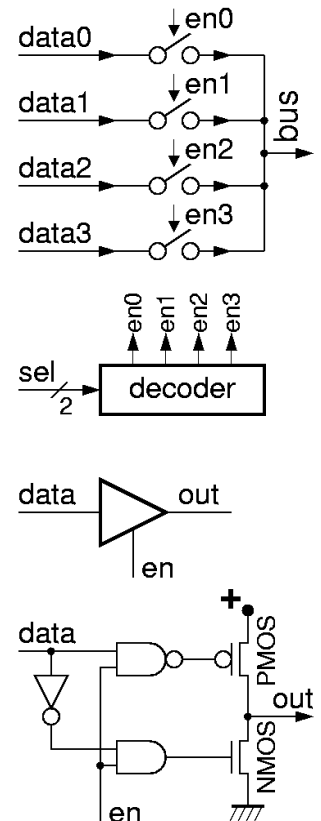 en0
data0
en1
data1
bus
en2
data2
en3
data3
en0 en1 en2 en3
sel
2
decoder
data out
en
+
data
PMOS
out
NMOS
en